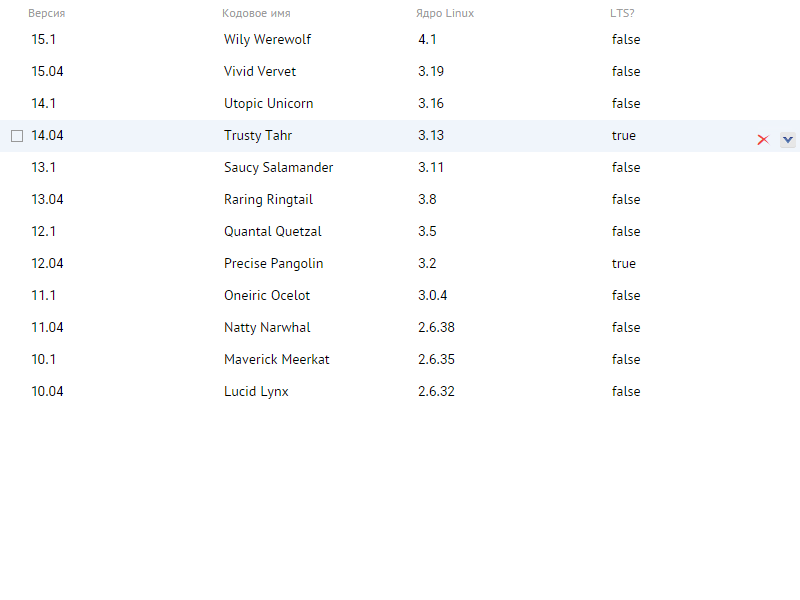 Версия Кодовое имя Ядро Linux LTS?
15.1 Wily Werewolf 4.1 false
15.04 Vivid Vervet 3.19 false
14.1 Utopic Unicorn 3.16 false
14.04 Trusty Tahr 3.13 true
13.1 Saucy Salamander 3.11 false
13.04 Raring Ringtail 3.8 false
12.1 Quantal Quetzal 3.5 false
12.04 Precise Pangolin 3.2 true
11.1 Oneiric Ocelot 3.0.4 false
11.04 Natty Narwhal 2.6.38 false
10.1 Maverick Meerkat 2.6.35 false
10.04 Lucid Lynx 2.6.32 false